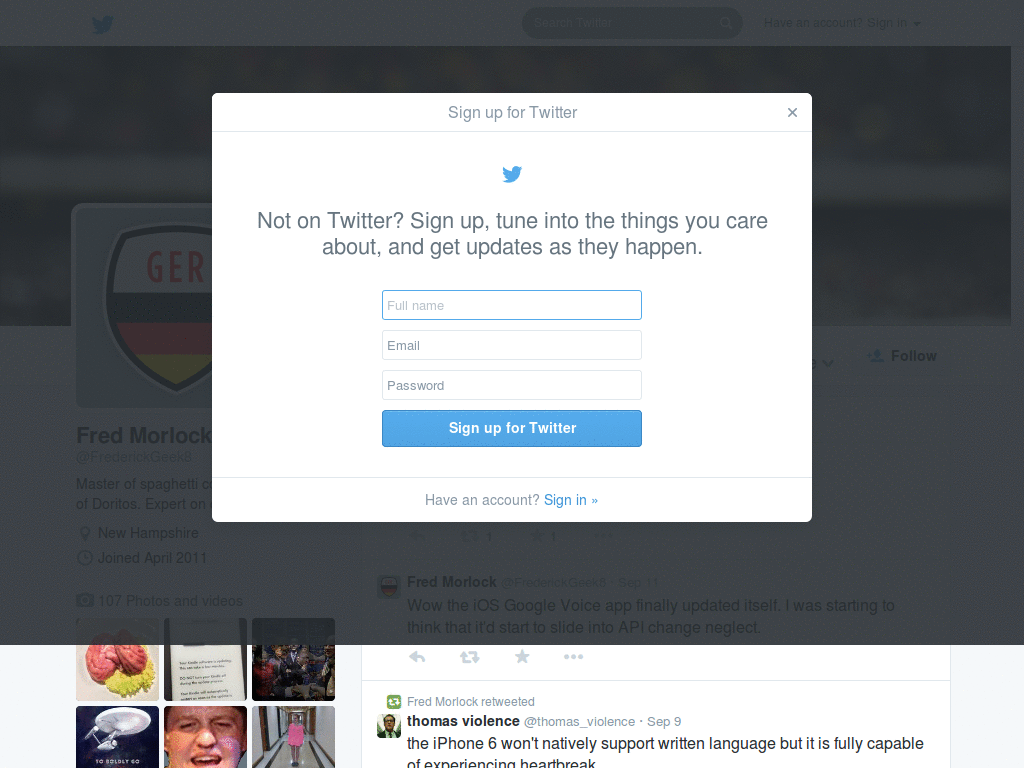 Search Twitter
Have an account? Sign in
Sign up for Twitter
×
Not on Twitter? Sign up, tune into the things you care
about, and get updates as they happen.
Full name
Email
Password
Sign up for Twitter
Have an account? Sign in »
GER
Follow
Fred Morlock
@FrederickGeek8
Master of spaghetti
of Doritos. Expert on
New Hampshire
Joined April 2011
107 Photos and videos
TO BOLDLY GO
1
1
Fred Morlock @FrederickGeek8 · Sep 11
Wow the iOS Google Voice app finally updated itself. I was starting to
think that it'd start to slide into API change neglect.
Fred Morlock retweeted
thomas violence @thomas_violence · Sep 9
the iPhone 6 won't natively support written language but it is fully capable
of experiencing heartbreak